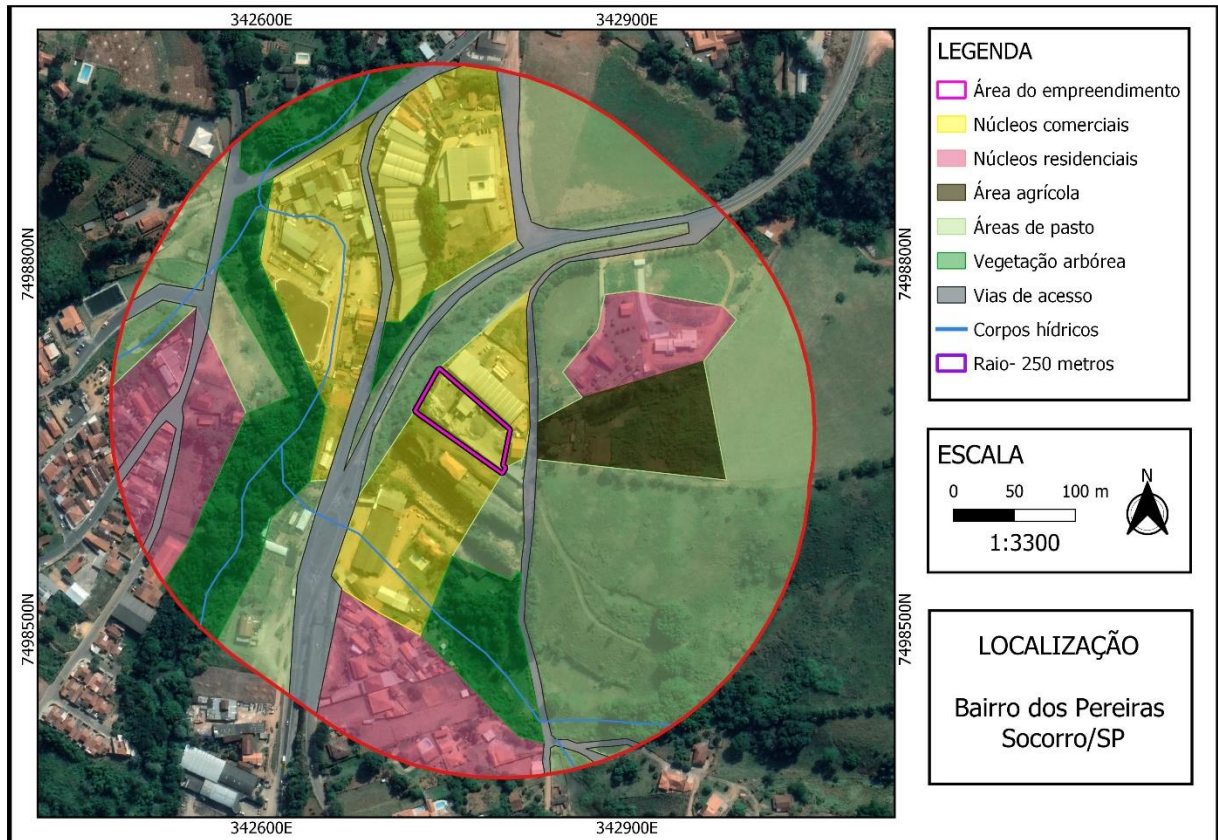 342600E
342900E
7498800N
7498500N
7498800N
7498500N
342600E
342900E
LEGENDA
Área do empreendimento
Núcleos comerciais
Núcleos residenciais
Área agrícola
Áreas de pasto
Vegetação arbórea
Vias de acesso
Corpos hídricos
Raio- 250 metros
ESCALA
0 50 100 m
1:3300
N
LOCALIZAÇÃO
Bairro dos Pereiras
Socorro/SP